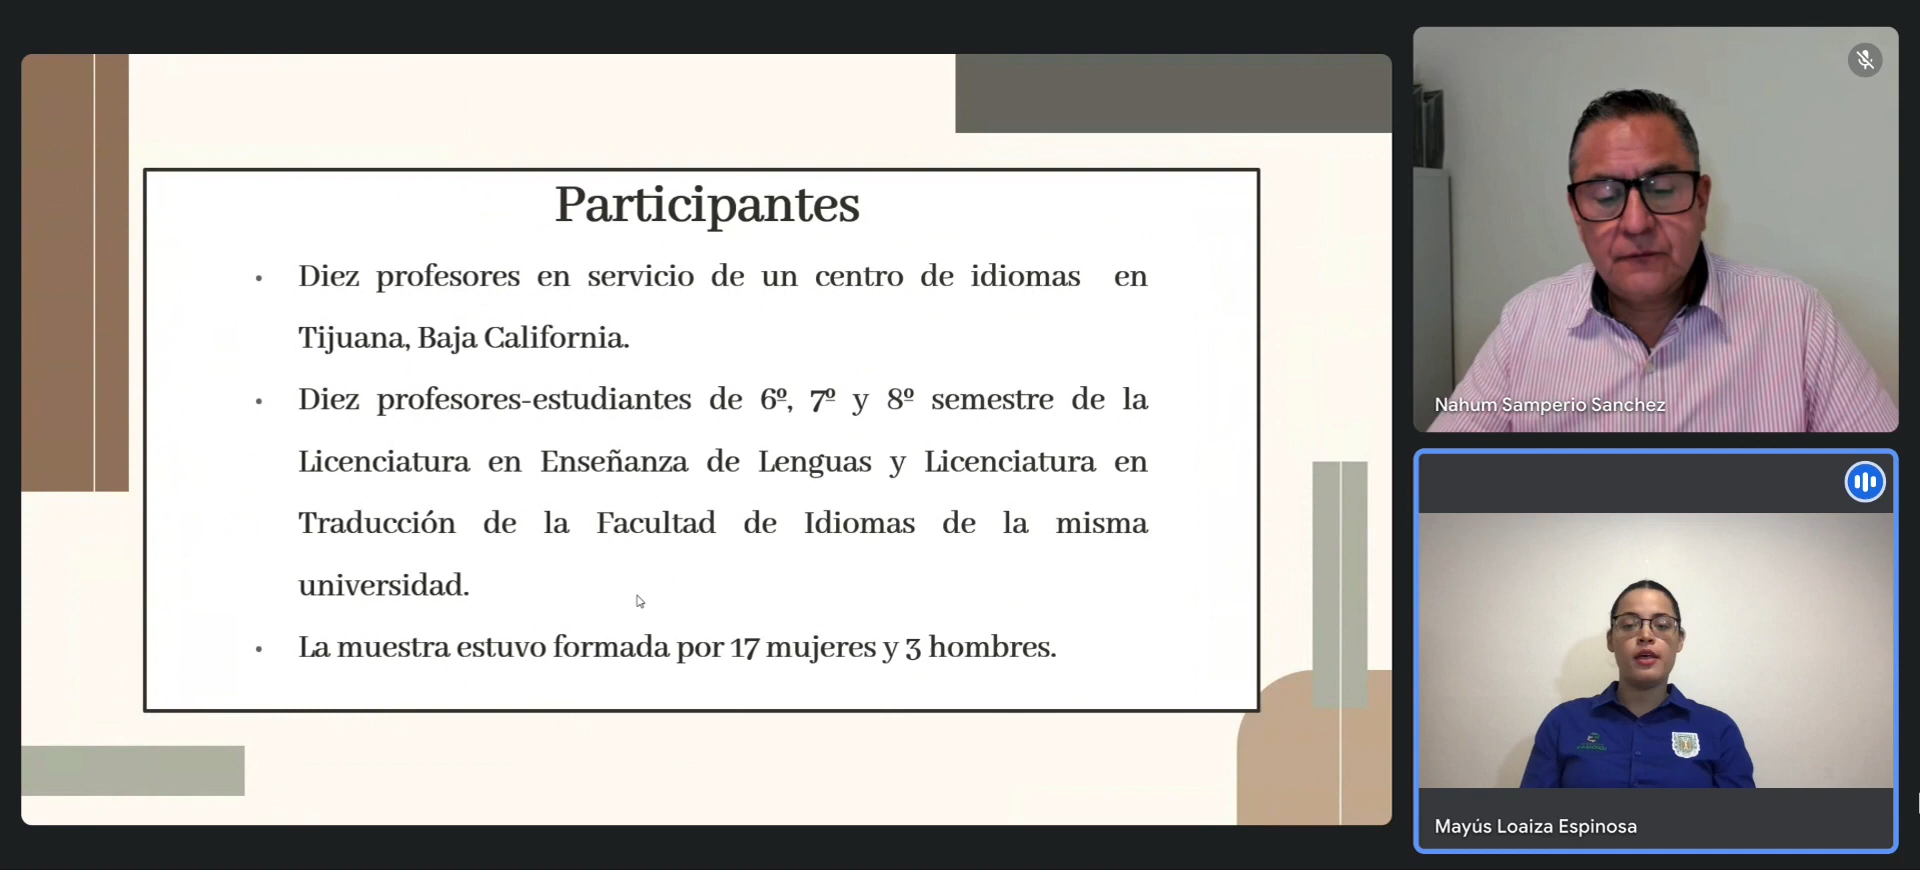 Participantes
• Diez profesores en servicio de un centro de idiomas en
Tijuana, Baja California.
• Diez profesores-estudiantes de 6º, 7º y 8º semestre de la
Licenciatura en Enseñanza de Lenguas y Licenciatura en
Traducción de la Facultad de Idiomas de la misma
universidad.
• La muestra estuvo formada por 17 mujeres y 3 hombres.
Nahum Samperio Sanchez
Mayús Loaiza Espinosa